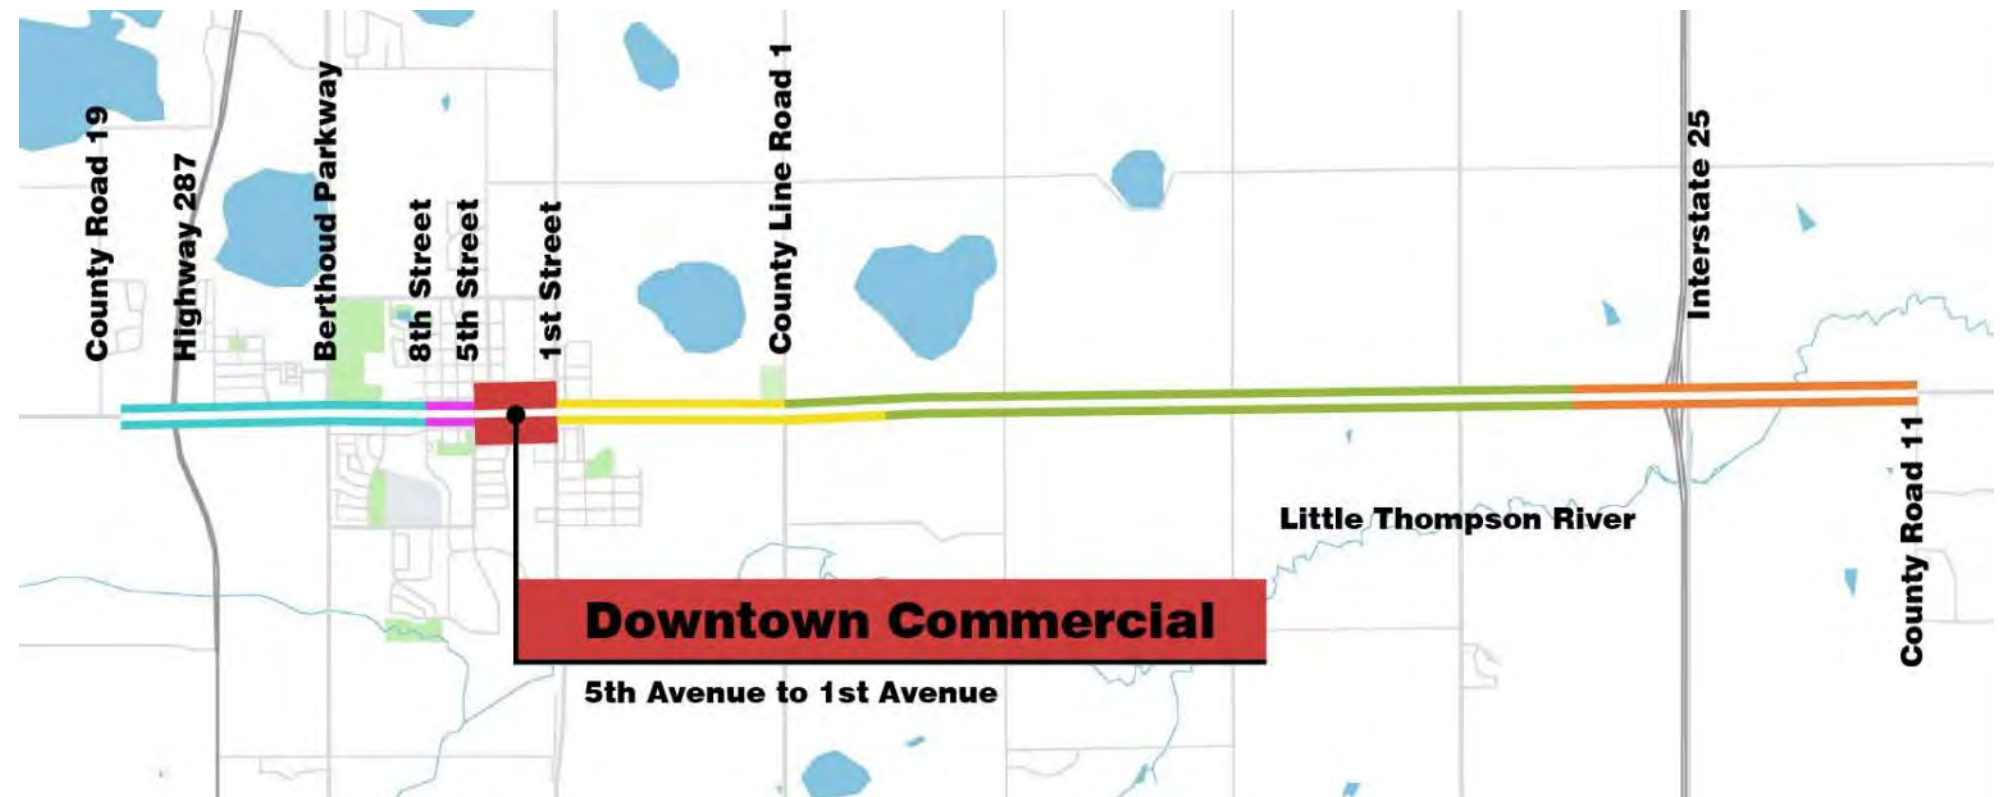 County Road 19
Highway 287
Berthoud Parkway
8th Street
5th Street
1st Street
County Line Road 1
Interstate 25
County Road 11
Little Thompson River
Downtown Commercial
5th Avenue to 1st Avenue